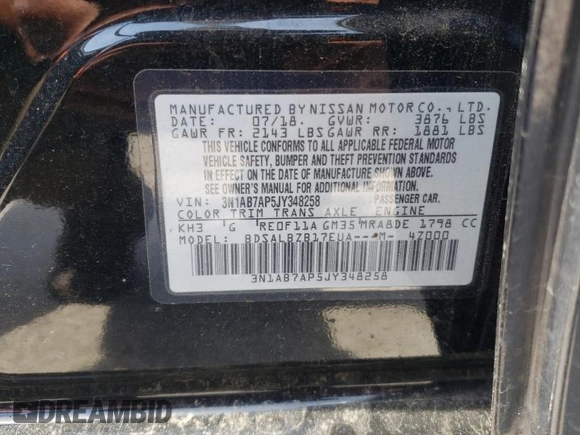 MANUFACTURED BY NISSAN MOTOR CO., LTD.
DATE: 07/18. GVWR: 3876 LBS
GAWR FR: 2143 LBS GAWR RR: 1881 LBS
THIS VEHICLE CONFORMS TO ALL APPLICABLE FEDERAL MOTOR
VEHICLE SAFETY, BUMPER AND THEFT PREVENTION STANDARDS
IN EFFECT ON THE DATE OF MANUFACTURE SHOWN ABOVE.
SEE OWNER'S MANUAL FOR ADDITIONAL INFORMATION.
VIN: 3N1AB7AP5JY348258 PASSENGER CAR.
COLOR TRIM TRANS AXLE ENGINE
KH3 G RE0F11A GM35 MRA8DE 1798 CC
MODEL: BDSALBZB17EUA---M- 4Z000
3N1AB7AP5JY348258
DREAMBID